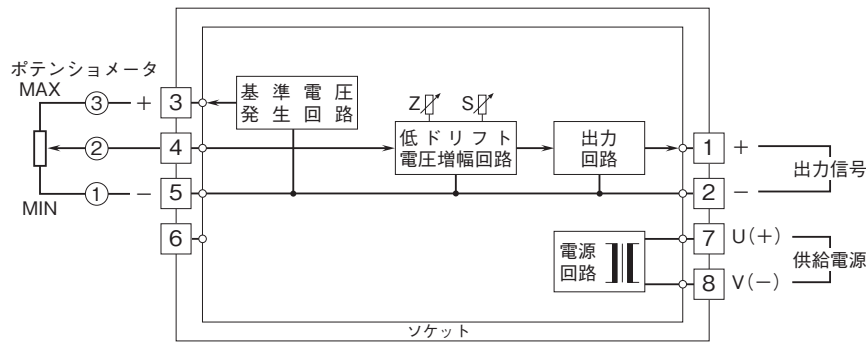 ポテンショメータ
MAX
③ + 3
基準電圧
発生回路
Z
S
② 4
低ドリフト
電圧増幅回路
出力
回路
1 +
出力信号
① − 5
2 −
MIN
6
電源
回路
7 U(+)
供給電源
8 V(−)
ソケット